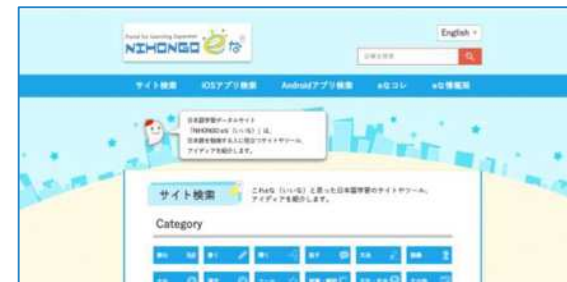 Portal for Learning Japanese
NIHONGO eな
English
サイト検索
iOSアプリ検索
Androidアプリ検索
eなコレ
eな情報局
日本語学習ポータルサイト
「NIHONGO eな（いいな）」は、
日本語を勉強する人に役立つサイトやツール、
アイディアを紹介します。
サイト検索
これeな（いいな）と思った日本語学習のサイトやツール、
アイディアを紹介します。
Category